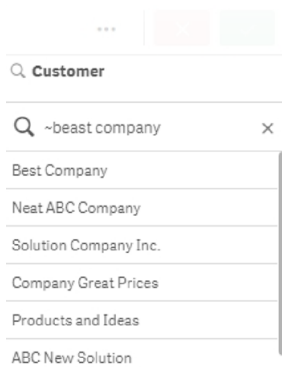 Customer
~beast company
Best Company
Neat ABC Company
Solution Company Inc.
Company Great Prices
Products and Ideas
ABC New Solution